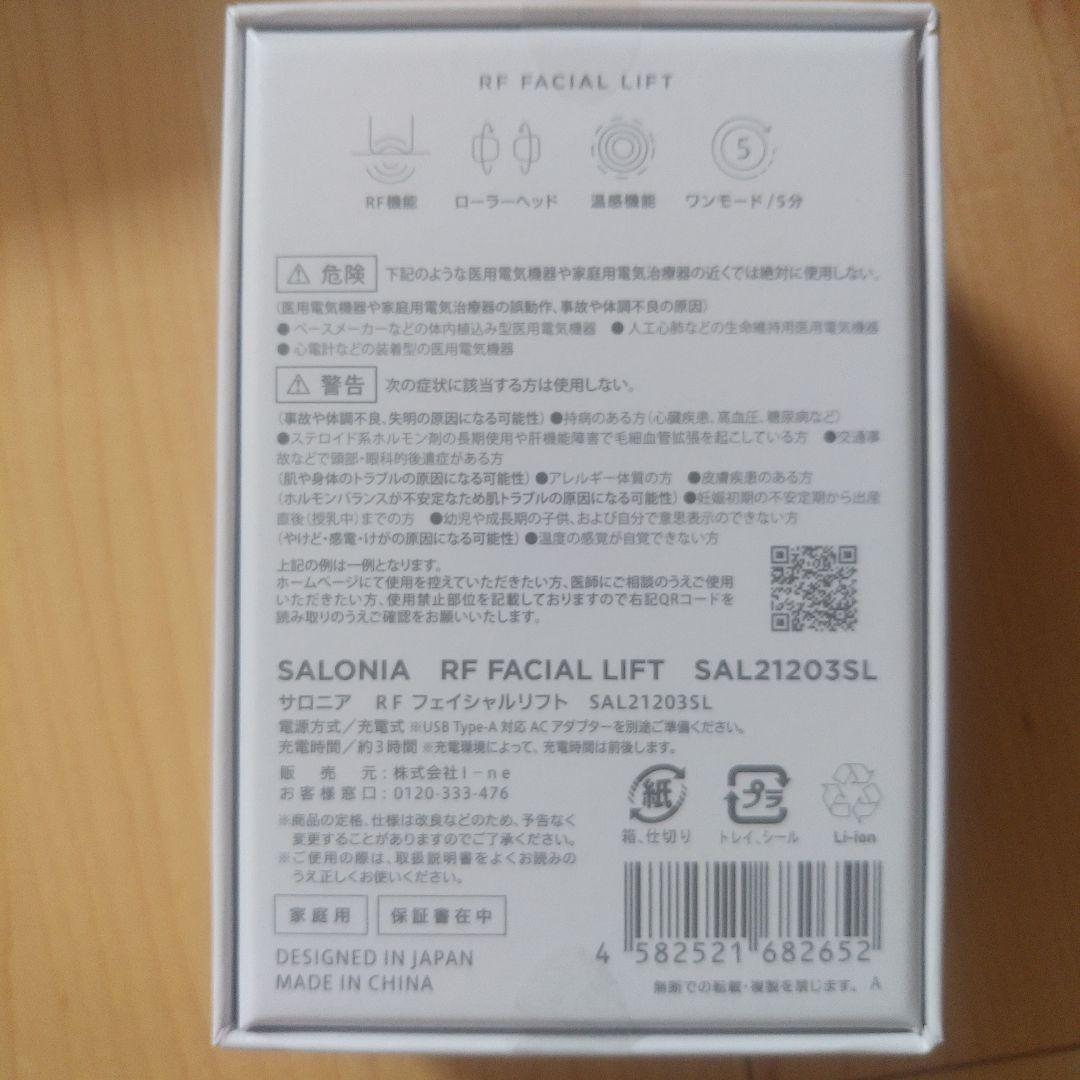 RF FACIAL LIFT
5
RF機能 ローラーヘッド 温感機能 ワンモード/5分
危険 下記のような医用電気機器や家庭用電気治療器の近くでは絶対に使用しない。
(医用電気機器や家庭用電気治療器の誤動作、事故や体調不良の原因)
●ペースメーカーなどの体内植込み型医用電気機器 ●人工心肺などの生命維持用医用電気機器
●心電計などの装着型の医用電気機器
警告 次の症状に該当する方は使用しない。
(事故や体調不良、失明の原因になる可能性)●持病のある方(心臓疾患、高血圧、糖尿病など)
●ステロイド系ホルモン剤の長期使用や肝機能障害で毛細血管拡張を起こしている方 ●交通事
故などで頭部・眼科的後遺症がある方
(肌や身体のトラブルの原因になる可能性)●アレルギー体質の方 ●皮膚疾患のある方
(ホルモンバランスが不安定なため肌トラブルの原因になる可能性)●妊娠初期の不安定期から出産
直後(授乳中)までの方 ●幼児や成長期の子供、および自分で意思表示のできない方
(やけど・感電・けがの原因になる可能性)●温度の感覚が自覚できない方
上記の例は一例となります。
ホームページにて使用を控えていただきたい方、医師にご相談のうえご使用
いただきたい方、使用禁止部位を記載しておりますので右記QRコードを
読み取りのうえご確認をお願いいたします。
SALONIA RF FACIAL LIFT SAL21203SL
サロニア RF フェイシャルリフト SAL21203SL
電源方式/充電式 ※USB Type-A 対応 AC アダプターを別途ご準備ください。
充電時間/約3時間 ※充電環境によって、充電時間は前後します。
販売元:株式会社I-ne
お客様窓口:0120-333-476
※商品の定格、仕様は改良などのため、予告なく
変更することがありますのでご了承ください。
※ご使用の際は、取扱説明書をよくお読みの
うえ正しくお使いください。
紙 プラ
箱、仕切り トレイ、シール Li-ion
家庭用 保証書在中
DESIGNED IN JAPAN
MADE IN CHINA
4 582521 682652
無断での転載・複製を禁じます。 A